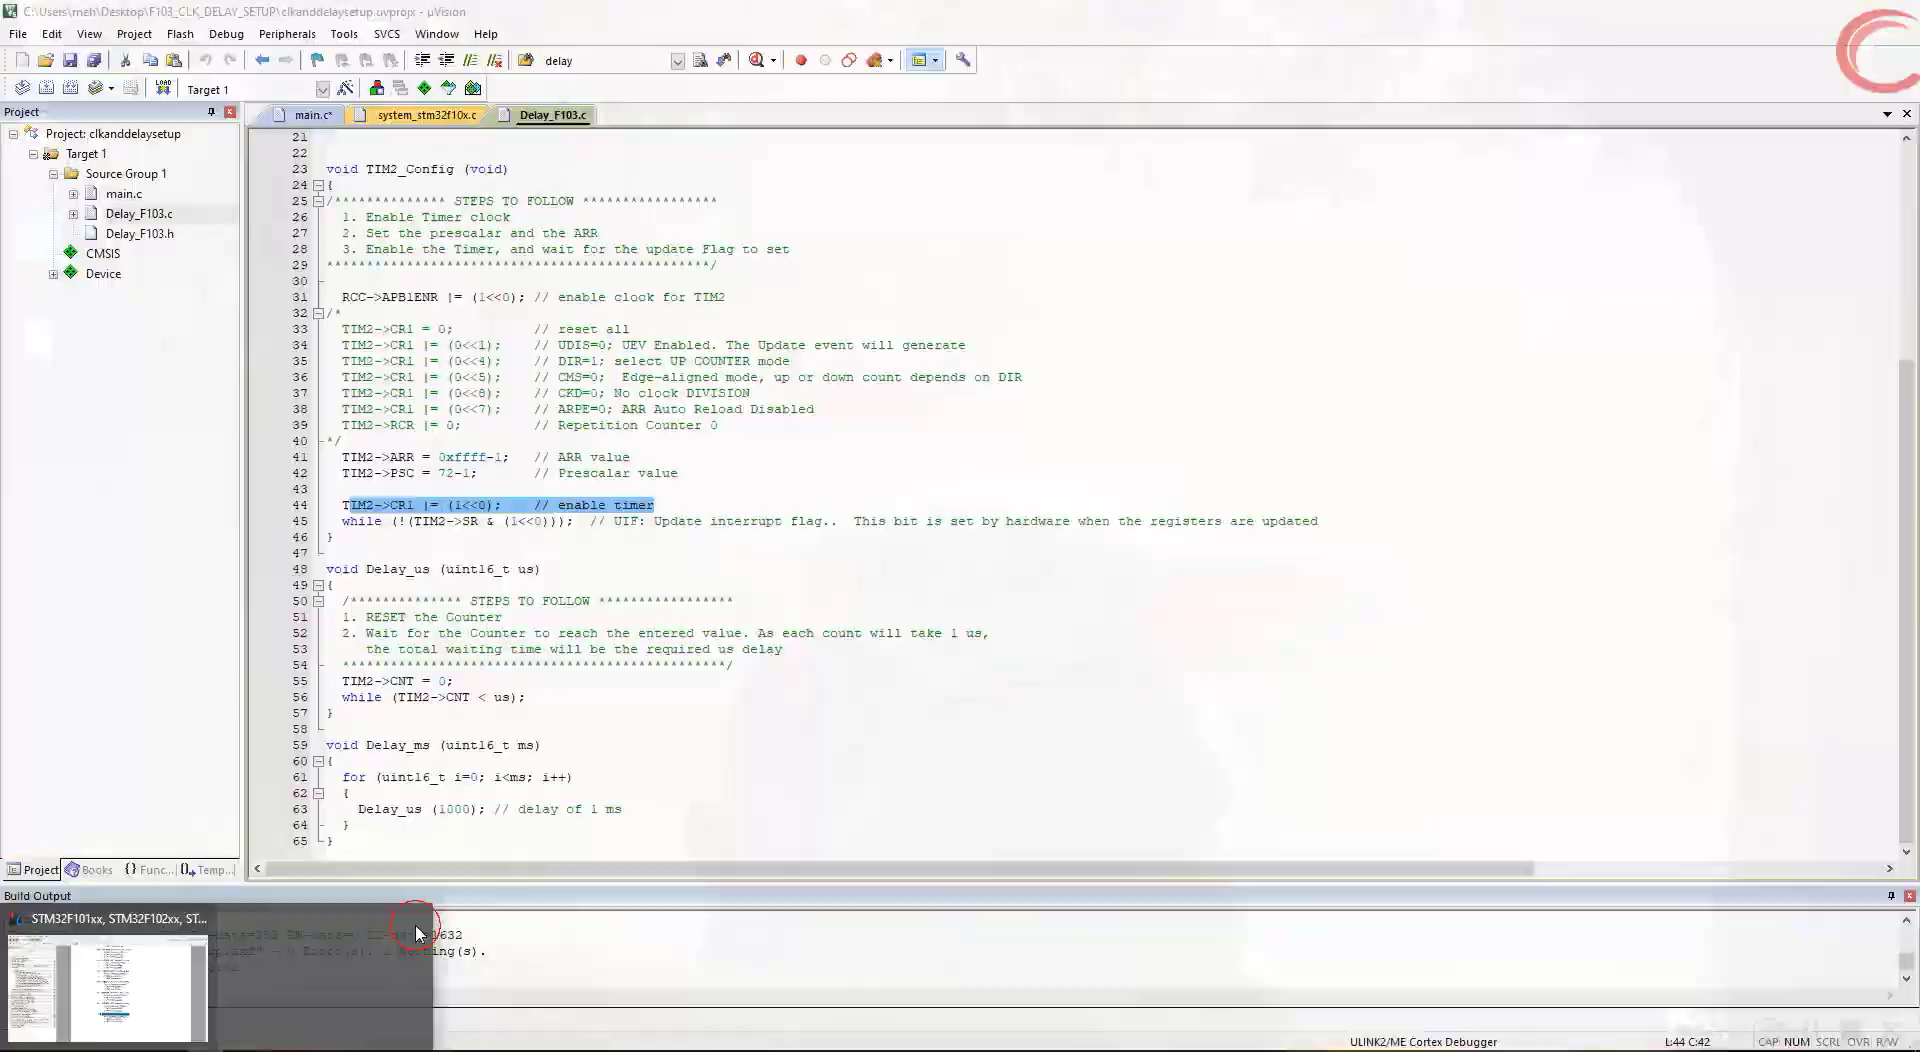 C:\Users\meh\Desktop\F103_CLK_DELAY_SETUP\clkanddelaysetup.uvprojx - µVision
File Edit View Project Flash Debug Peripherals Tools SVCS Window Help
delay
LOAD Target 1
Project
main.c* system_stm32f10x.c Delay_F103.c
Project: clkanddelaysetup
Target 1
Source Group 1
main.c
Delay_F103.c
Delay_F103.h
CMSIS
Device
21
22
23 void TIM2_Config (void)
24 {
25 /************** STEPS TO FOLLOW *****************
26 1. Enable Timer clock
27 2. Set the prescalar and the ARR
28 3. Enable the Timer, and wait for the update Flag to set
29 ************************************************/
30
31 RCC->APB1ENR |= (1<<0); // enable clock for TIM2
32 /*
33 TIM2->CR1 = 0; // reset all
34 TIM2->CR1 |= (0<<1); // UDIS=0; UEV Enabled. The Update event will generate
35 TIM2->CR1 |= (0<<4); // DIR=1; select UP COUNTER mode
36 TIM2->CR1 |= (0<<5); // CMS=0; Edge-aligned mode, up or down count depends on DIR
37 TIM2->CR1 |= (0<<8); // CKD=0; No clock DIVISION
38 TIM2->CR1 |= (0<<7); // ARPE=0; ARR Auto Reload Disabled
39 TIM2->RCR |= 0; // Repetition Counter 0
40 */
41 TIM2->ARR = 0xffff-1; // ARR value
42 TIM2->PSC = 72-1; // Prescalar value
43
44 TIM2->CR1 |= (1<<0); // enable timer
45 while (!(TIM2->SR & (1<<0))); // UIF: Update interrupt flag.. This bit is set by hardware when the registers are updated
46 }
47
48 void Delay_us (uint16_t us)
49 {
50 /************** STEPS TO FOLLOW *****************
51 1. RESET the Counter
52 2. Wait for the Counter to reach the entered value. As each count will take 1 us,
53 the total waiting time will be the required us delay
54 ************************************************/
55 TIM2->CNT = 0;
56 while (TIM2->CNT < us);
57 }
58
59 void Delay_ms (uint16_t ms)
60 {
61 for (uint16_t i=0; i<ms; i++)
62 {
63 Delay_us (1000); // delay of 1 ms
64 }
65 }
Project Books {} Func... Temp...
Build Output
STM32F101xx, STM32F102xx, ST...
1632
ULINK2/ME Cortex Debugger L:44 C:42 CAP NUM SCRL OVR R/W